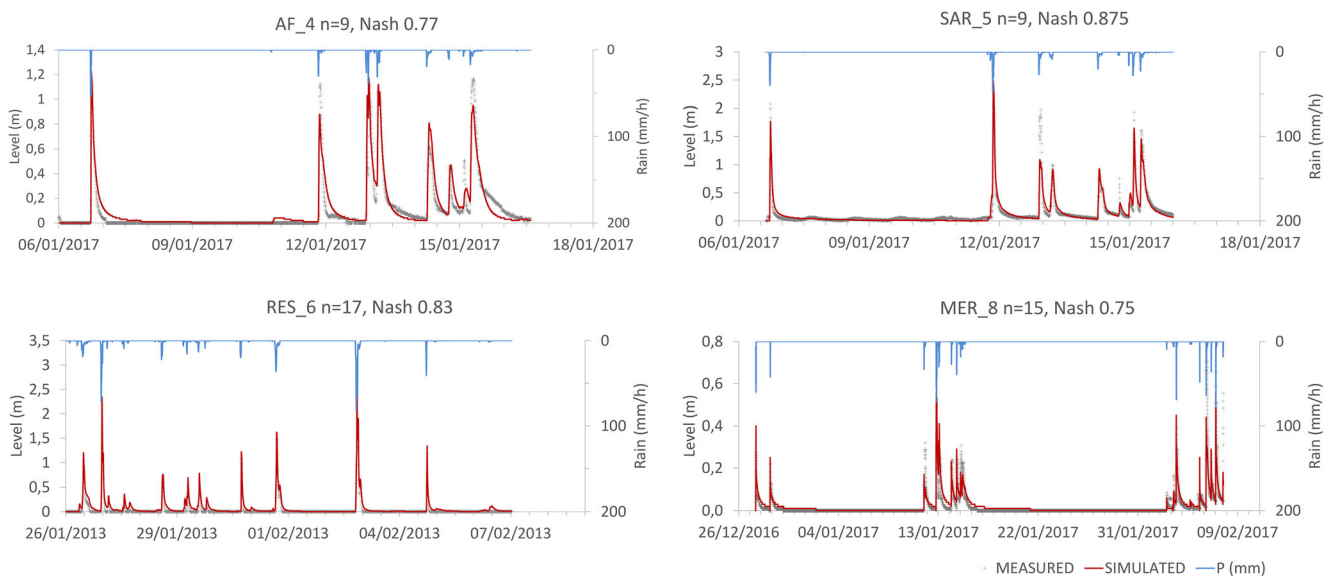 AF_4 n=9, Nash 0.77
Level (m)
1,4
1,2
1
0,8
0,6
0,4
0,2
0
0
100
200
Rain (mm/h)
06/01/2017 09/01/2017 12/01/2017 15/01/2017 18/01/2017
SAR_5 n=9, Nash 0.875
Level (m)
3
2,5
2
1,5
1
0,5
0
0
50
100
150
200
Rain (mm/h)
06/01/2017 09/01/2017 12/01/2017 15/01/2017 18/01/2017
RES_6 n=17, Nash 0.83
Level (m)
3,5
3
2,5
2
1,5
1
0,5
0
0
100
200
Rain (mm/h)
26/01/2013 29/01/2013 01/02/2013 04/02/2013 07/02/2013
MER_8 n=15, Nash 0.75
Level (m)
0,8
0,6
0,4
0,2
0,0
0
50
100
150
200
Rain (mm/h)
26/12/2016 04/01/2017 13/01/2017 22/01/2017 31/01/2017 09/02/2017
MEASURED SIMULATED P (mm)